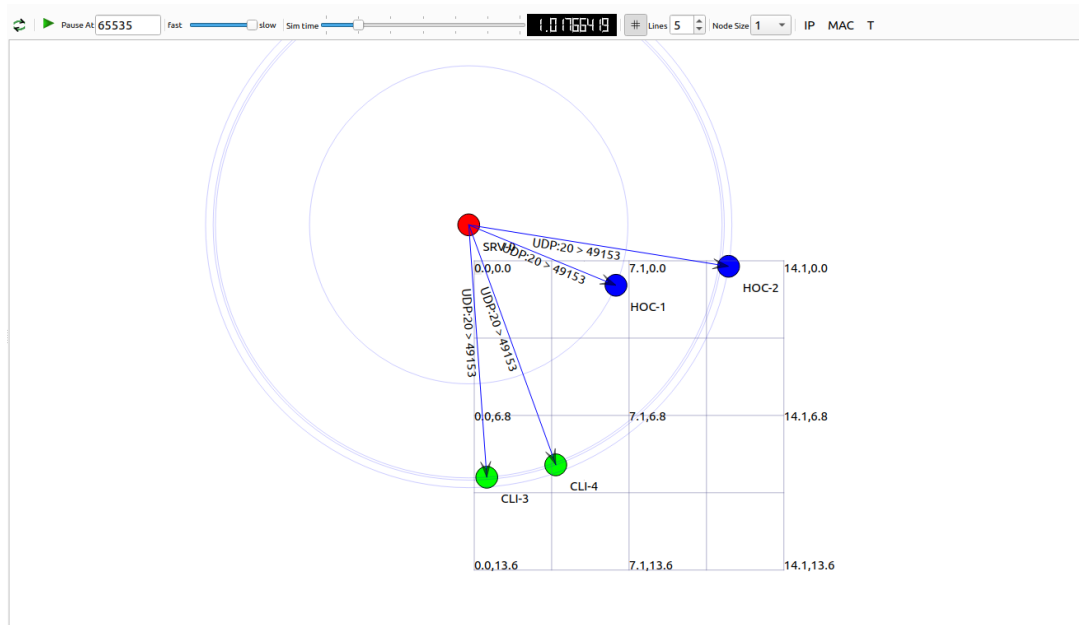 Pause At 65535 fast slow Sim time 1.01766419 # Lines 5 Node Size 1 IP MAC T
SRV-0
UDP:20 > 49153
UDP:20 > 49153
0.0,0.0
7.1,0.0
14.1,0.0
HOC-2
HOC-1
UDP:20 > 49153
UDP:20 > 49153
0.0,6.8
7.1,6.8
14.1,6.8
CLI-4
CLI-3
0.0,13.6
7.1,13.6
14.1,13.6